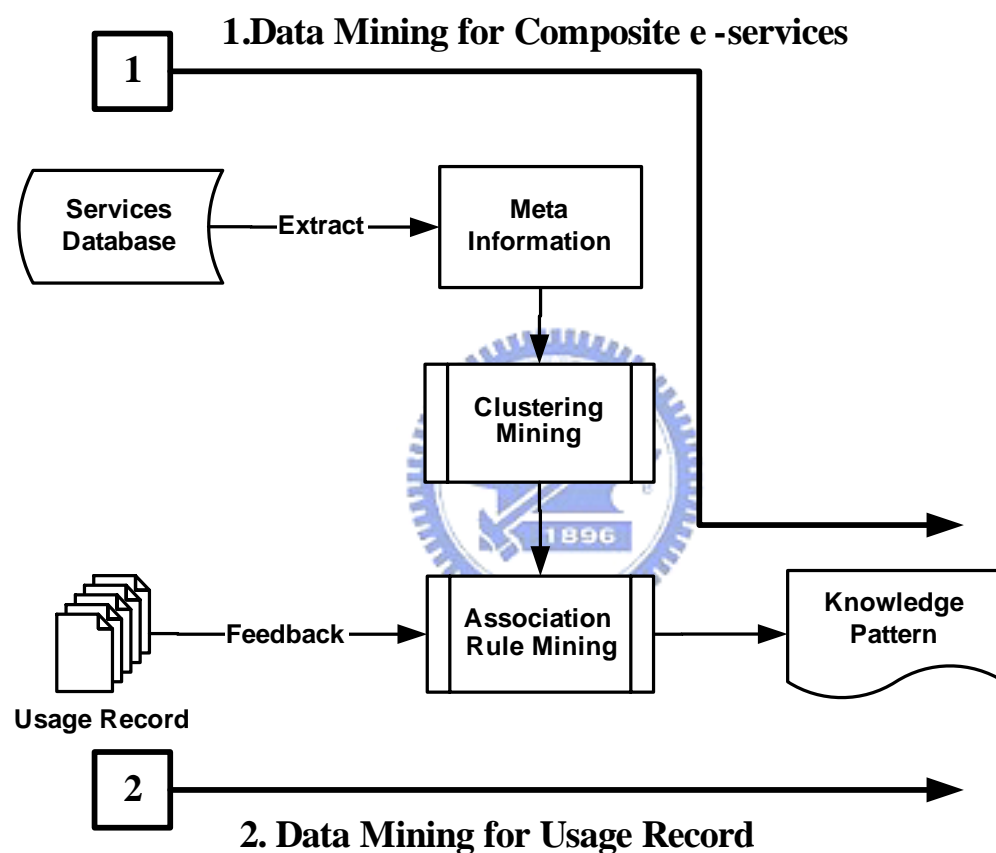 1.Data Mining for Composite e -services
1
Services
Database
Extract
Meta
Information
Clustering
Mining
1896
Usage Record
Feedback
Association
Rule Mining
Knowledge
Pattern
2
2. Data Mining for Usage Record